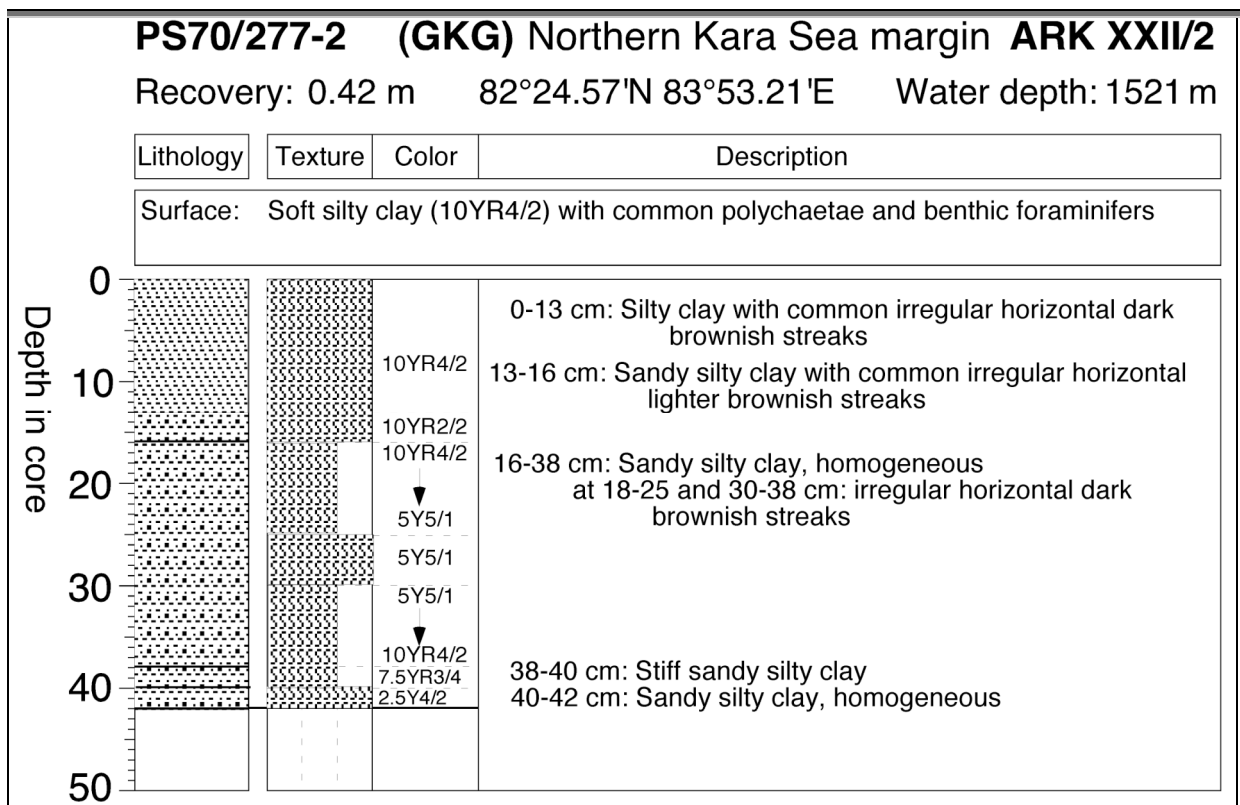 PS70/277-2 (GKG) Northern Kara Sea margin ARK XXII/2
Recovery: 0.42 m 82°24.57'N 83°53.21'E Water depth: 1521 m
Lithology Texture Color Description
Surface: Soft silty clay (10YR4/2) with common polychaetae and benthic foraminifers
Depth in core
0
10
20
30
40
50
10YR4/2
10YR2/2
10YR4/2
5Y5/1
5Y5/1
5Y5/1
10YR4/2
7.5YR3/4
2.5Y4/2
0-13 cm: Silty clay with common irregular horizontal dark
brownish streaks
13-16 cm: Sandy silty clay with common irregular horizontal
lighter brownish streaks
16-38 cm: Sandy silty clay, homogeneous
at 18-25 and 30-38 cm: irregular horizontal dark
brownish streaks
38-40 cm: Stiff sandy silty clay
40-42 cm: Sandy silty clay, homogeneous